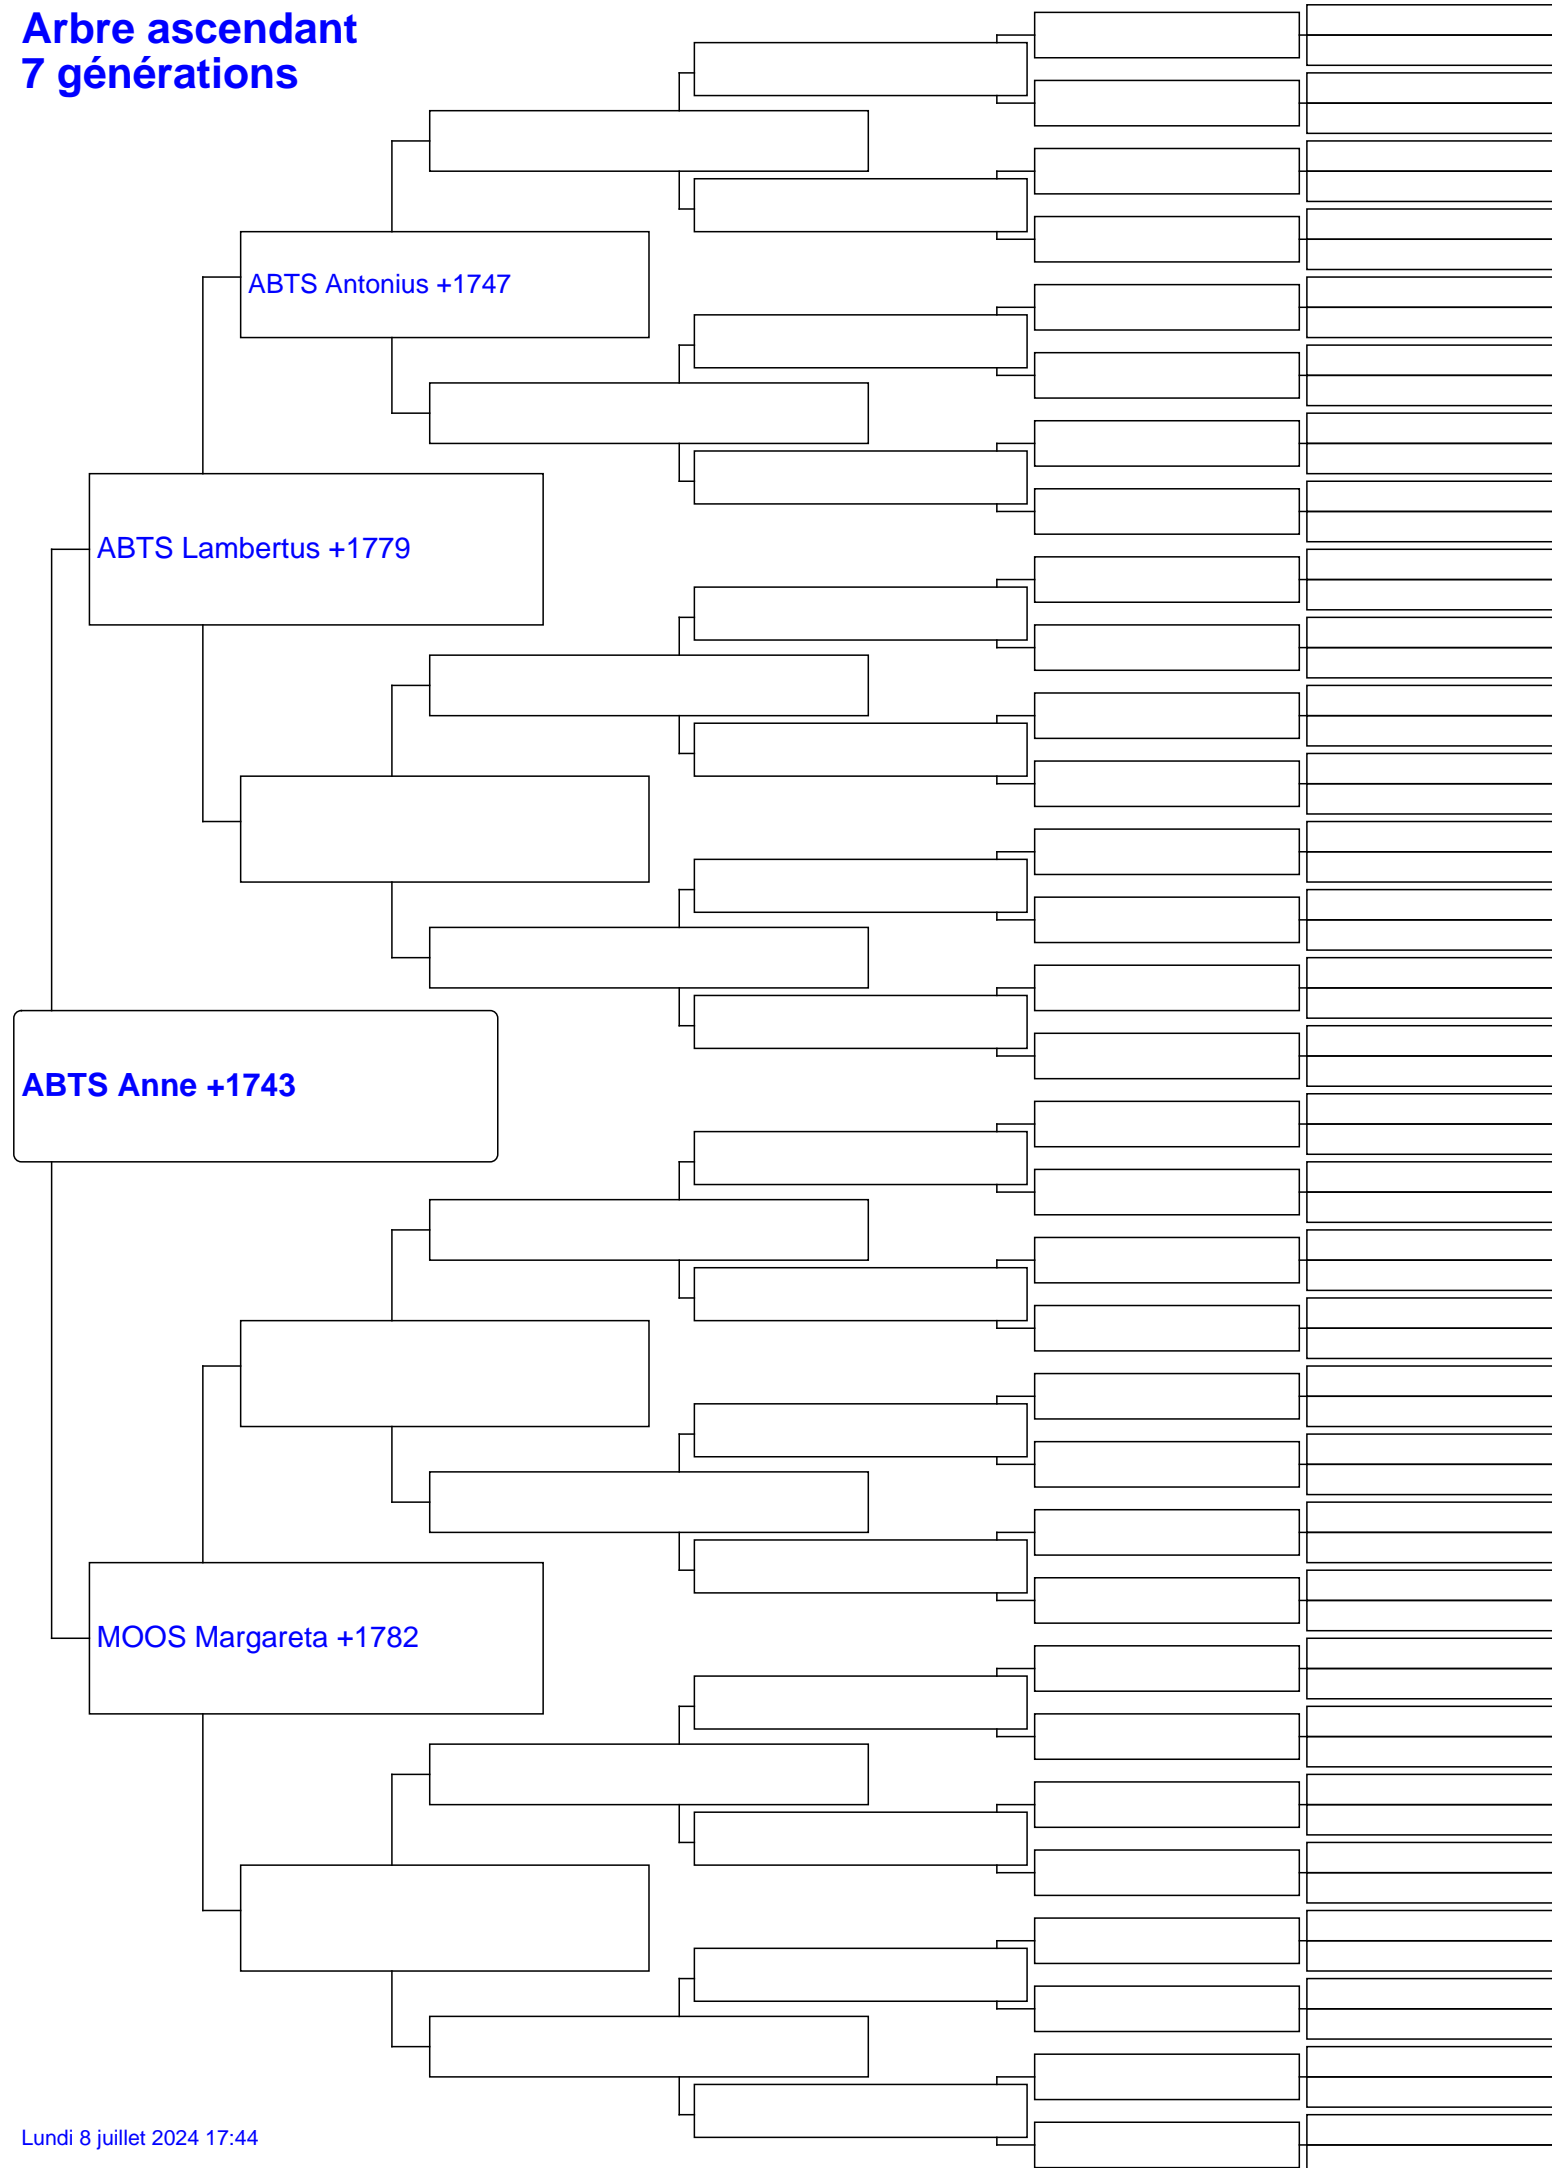 Arbre ascendant
7 générations
ABTS Antonius +1747
ABTS Lambertus +1779
ABTS Anne +1743
MOOS Margareta +1782
Lundi 8 juillet 2024 17:44